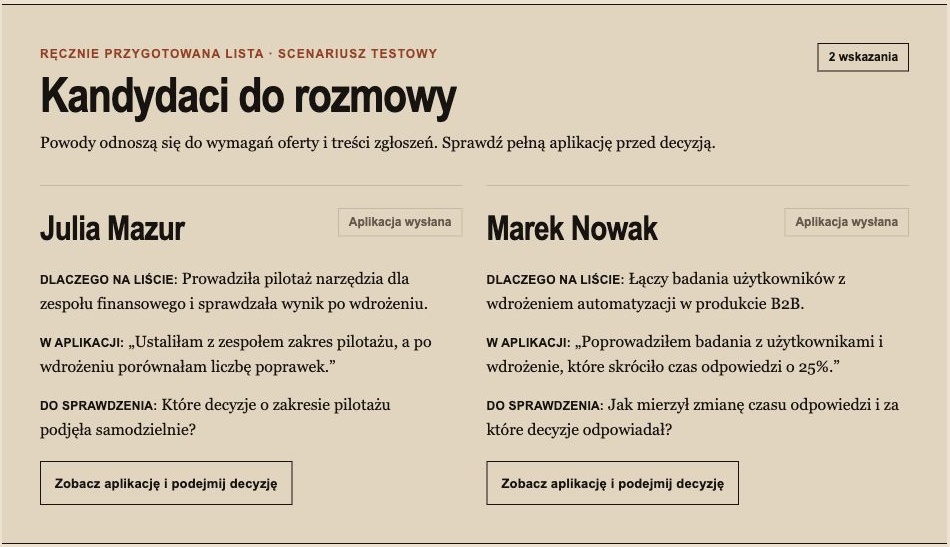 RĘCZNIE PRZYGOTOWANA LISTA · SCENARIUSZ TESTOWY
2 wskazania
Kandydaci do rozmowy
Powody odnoszą się do wymagań oferty i treści zgłoszeń. Sprawdź pełną aplikację przed decyzją.
Julia Mazur
Aplikacja wysłana
DLACZEGO NA LIŚCIE: Prowadziła pilotaż narzędzia dla
zespołu finansowego i sprawdzała wynik po wdrożeniu.
W APLIKACJI: „Ustaliłam z zespołem zakres pilotażu, a po
wdrożeniu porównałam liczbę poprawek.”
DO SPRAWDZENIA: Które decyzje o zakresie pilotażu
podjęła samodzielnie?
Zobacz aplikację i podejmij decyzję
Marek Nowak
Aplikacja wysłana
DLACZEGO NA LIŚCIE: Łączy badania użytkowników z
wdrożeniem automatyzacji w produkcie B2B.
W APLIKACJI: „Poprowadziłem badania z użytkownikami i
wdrożenie, które skróciło czas odpowiedzi o 25%.”
DO SPRAWDZENIA: Jak mierzył zmianę czasu odpowiedzi i za
które decyzje odpowiadał?
Zobacz aplikację i podejmij decyzję